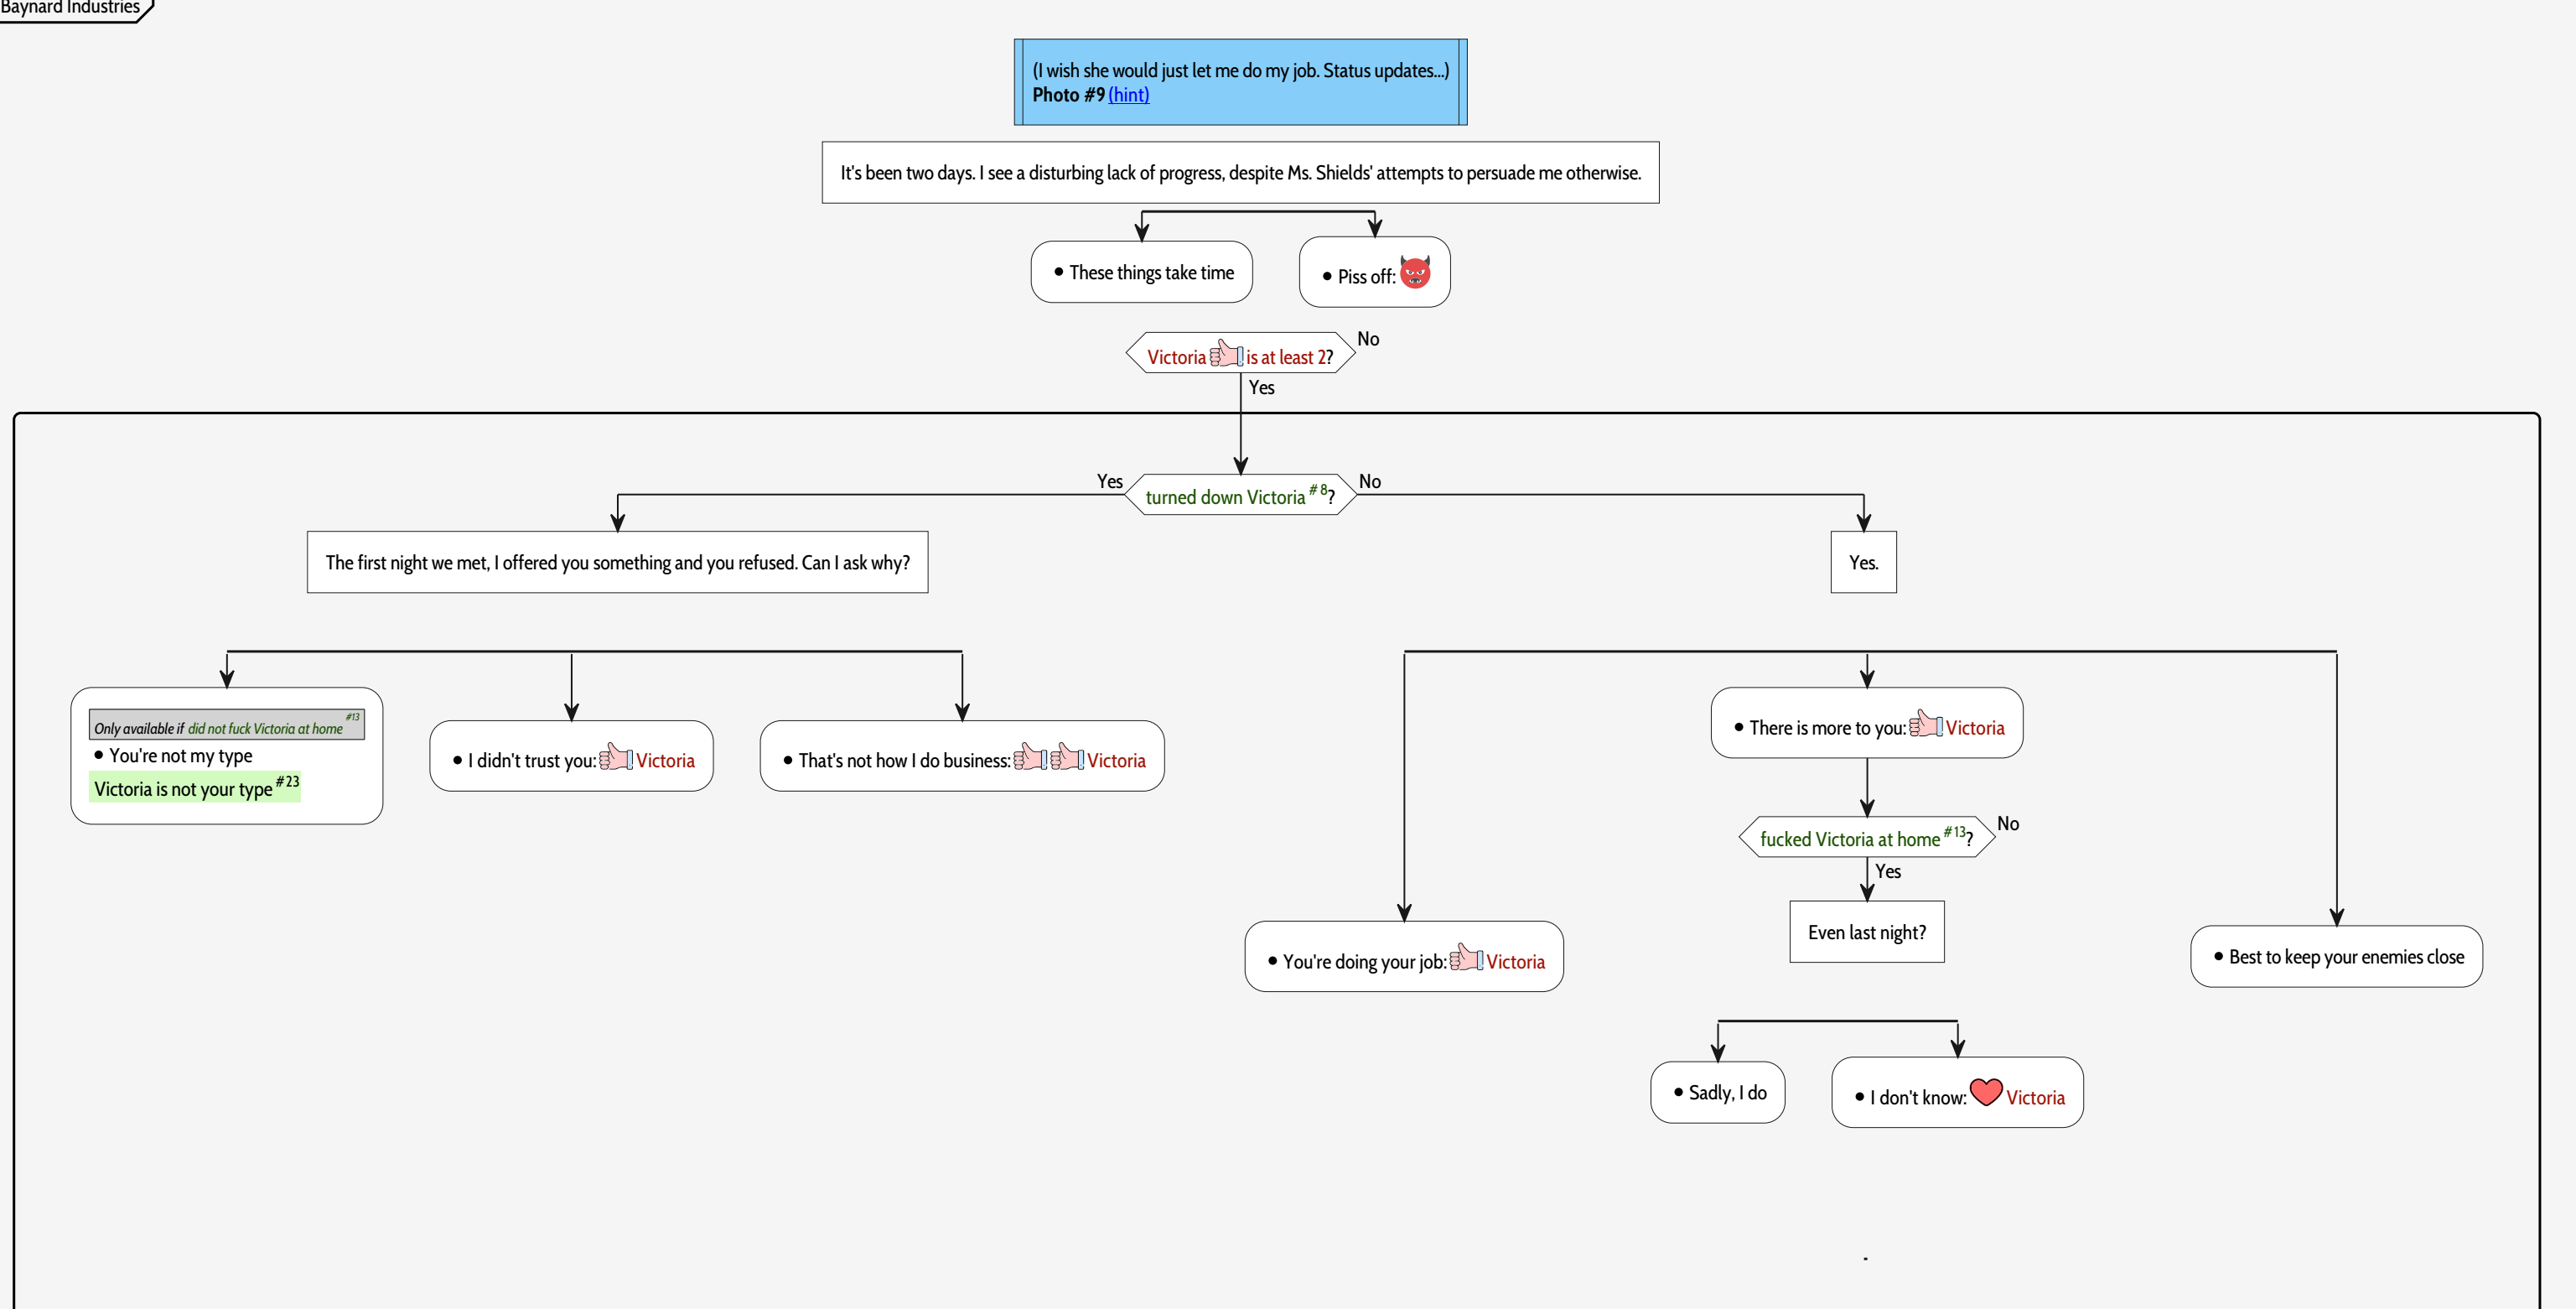 Baynard Industries
(I wish she would just let me do my job. Status updates...)
Photo #9 (hint)
It's been two days. I see a disturbing lack of progress, despite Ms. Shields' attempts to persuade me otherwise.
• These things take time
• Piss off:
Victoria is at least 2?
No
Yes
turned down Victoria #8?
Yes
No
The first night we met, I offered you something and you refused. Can I ask why?
Yes.
Only available if did not fuck Victoria at home #13
• You're not my type
Victoria is not your type #23
• I didn't trust you: Victoria
• That's not how I do business: Victoria
• There is more to you: Victoria
fucked Victoria at home #13?
No
Yes
Even last night?
• You're doing your job: Victoria
• Best to keep your enemies close
• Sadly, I do
• I don't know: Victoria